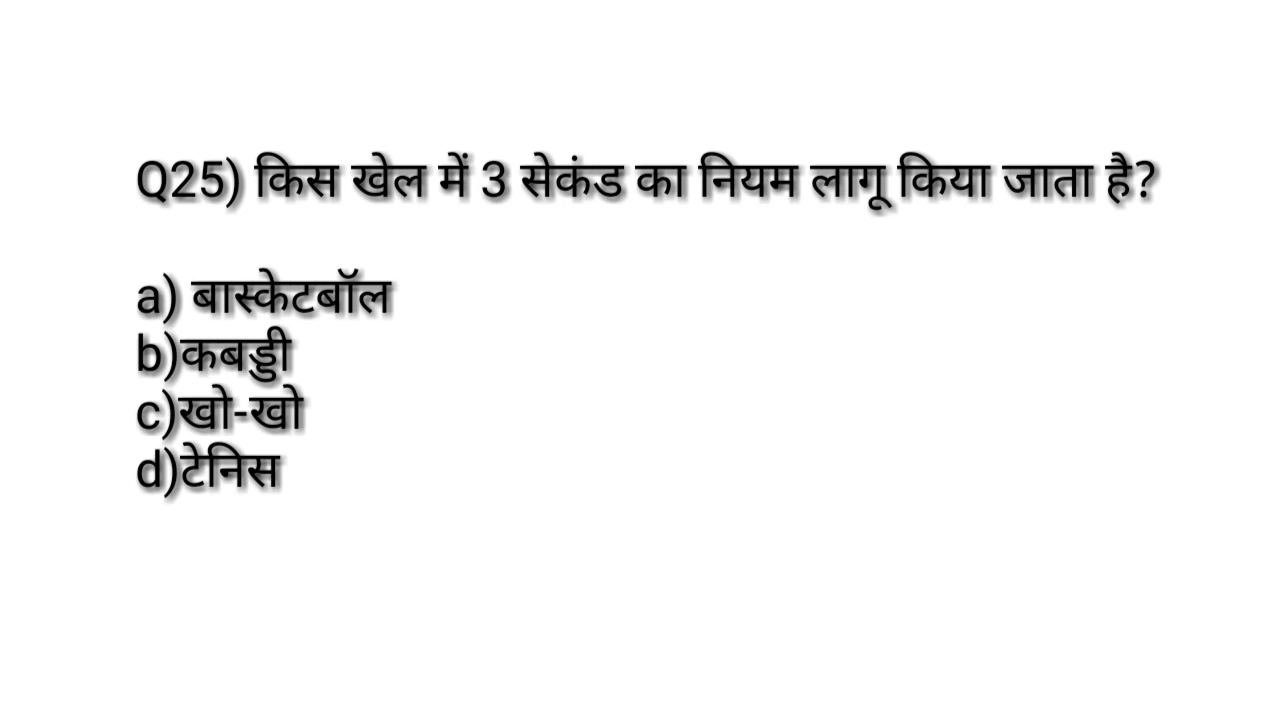 Q25) किस खेल में 3 सेकंड का नियम लागू किया जाता है?
a) बास्केटबॉल
b)कबड्डी
c)खो-खो
d)टेनिस